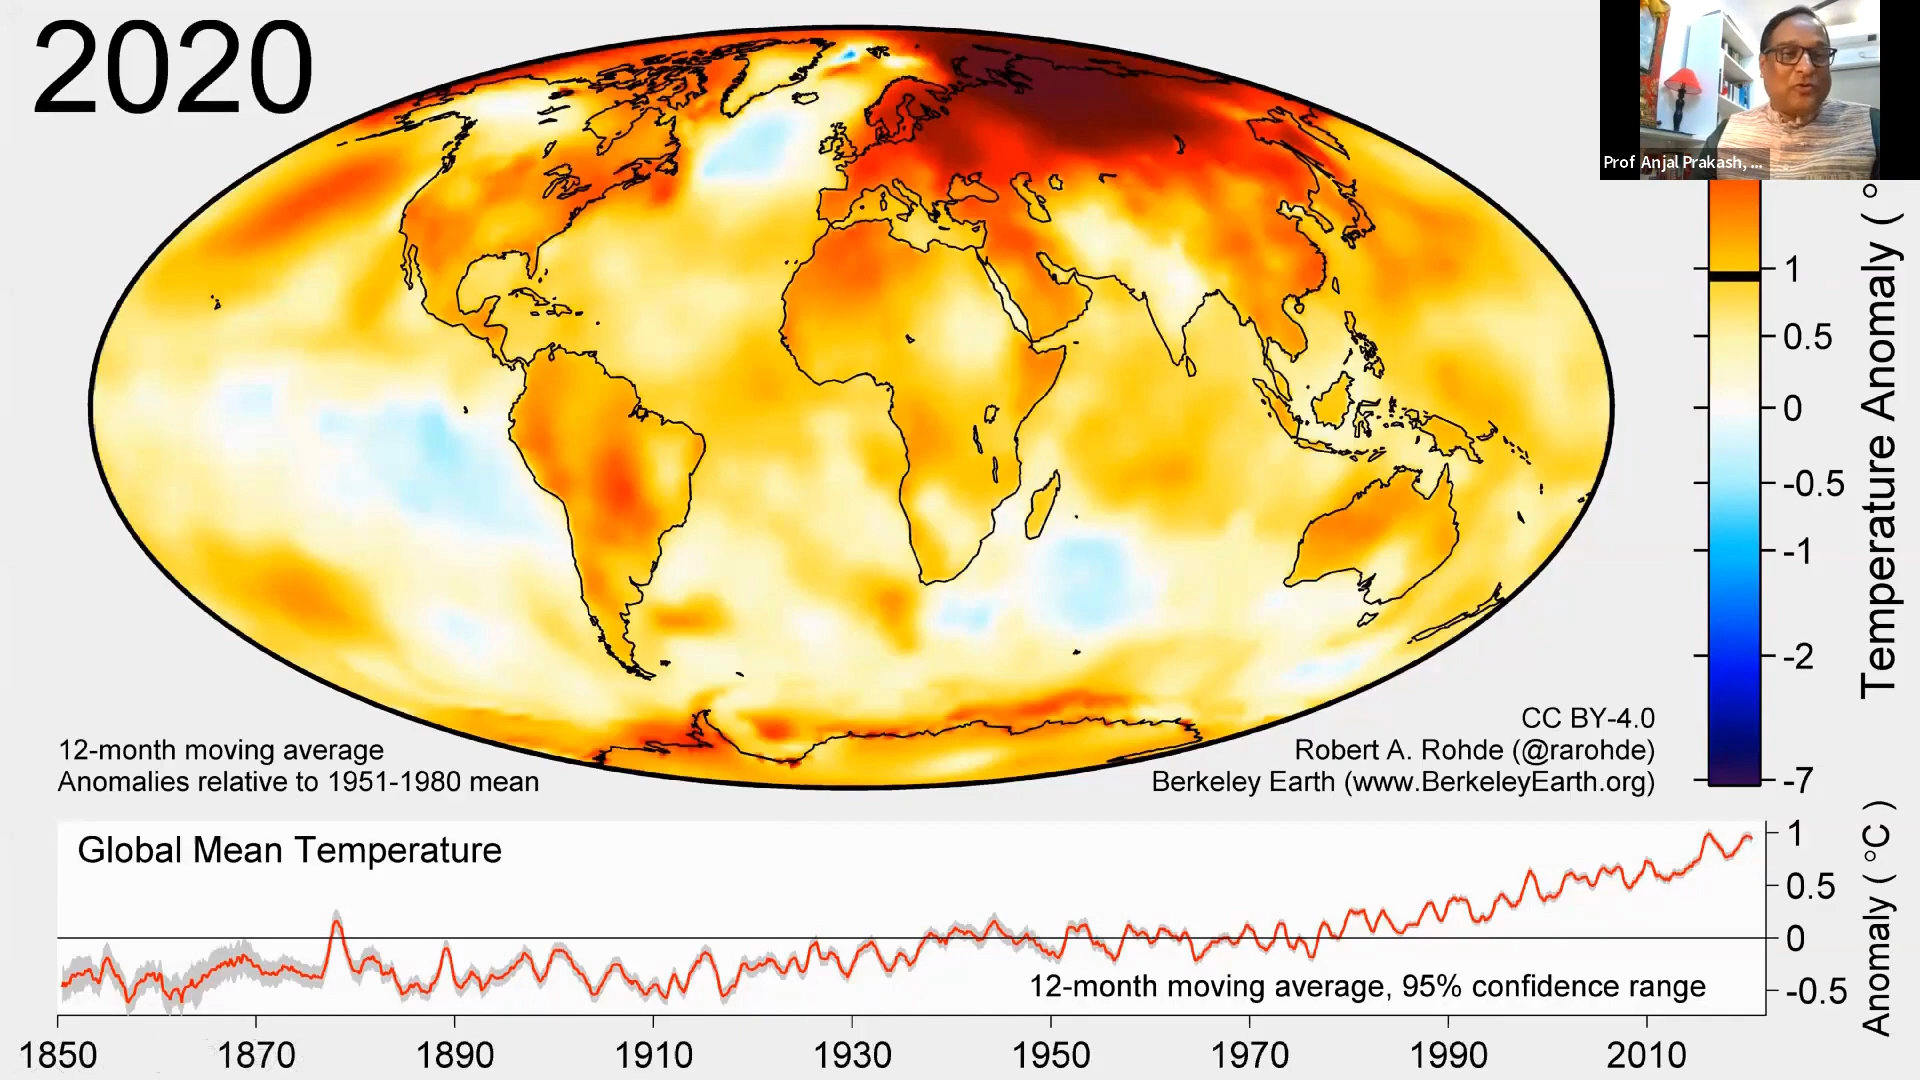 2020
Prof Anjal Prakash, ...
Temperature Anomaly ( °
1
0.5
0
-0.5
-1
-2
-7
12-month moving average
Anomalies relative to 1951-1980 mean
CC BY-4.0
Robert A. Rohde (@rarohde)
Berkeley Earth (www.BerkeleyEarth.org)
Global Mean Temperature
12-month moving average, 95% confidence range
1
0.5
0
-0.5
Anomaly ( °C )
1850 1870 1890 1910 1930 1950 1970 1990 2010